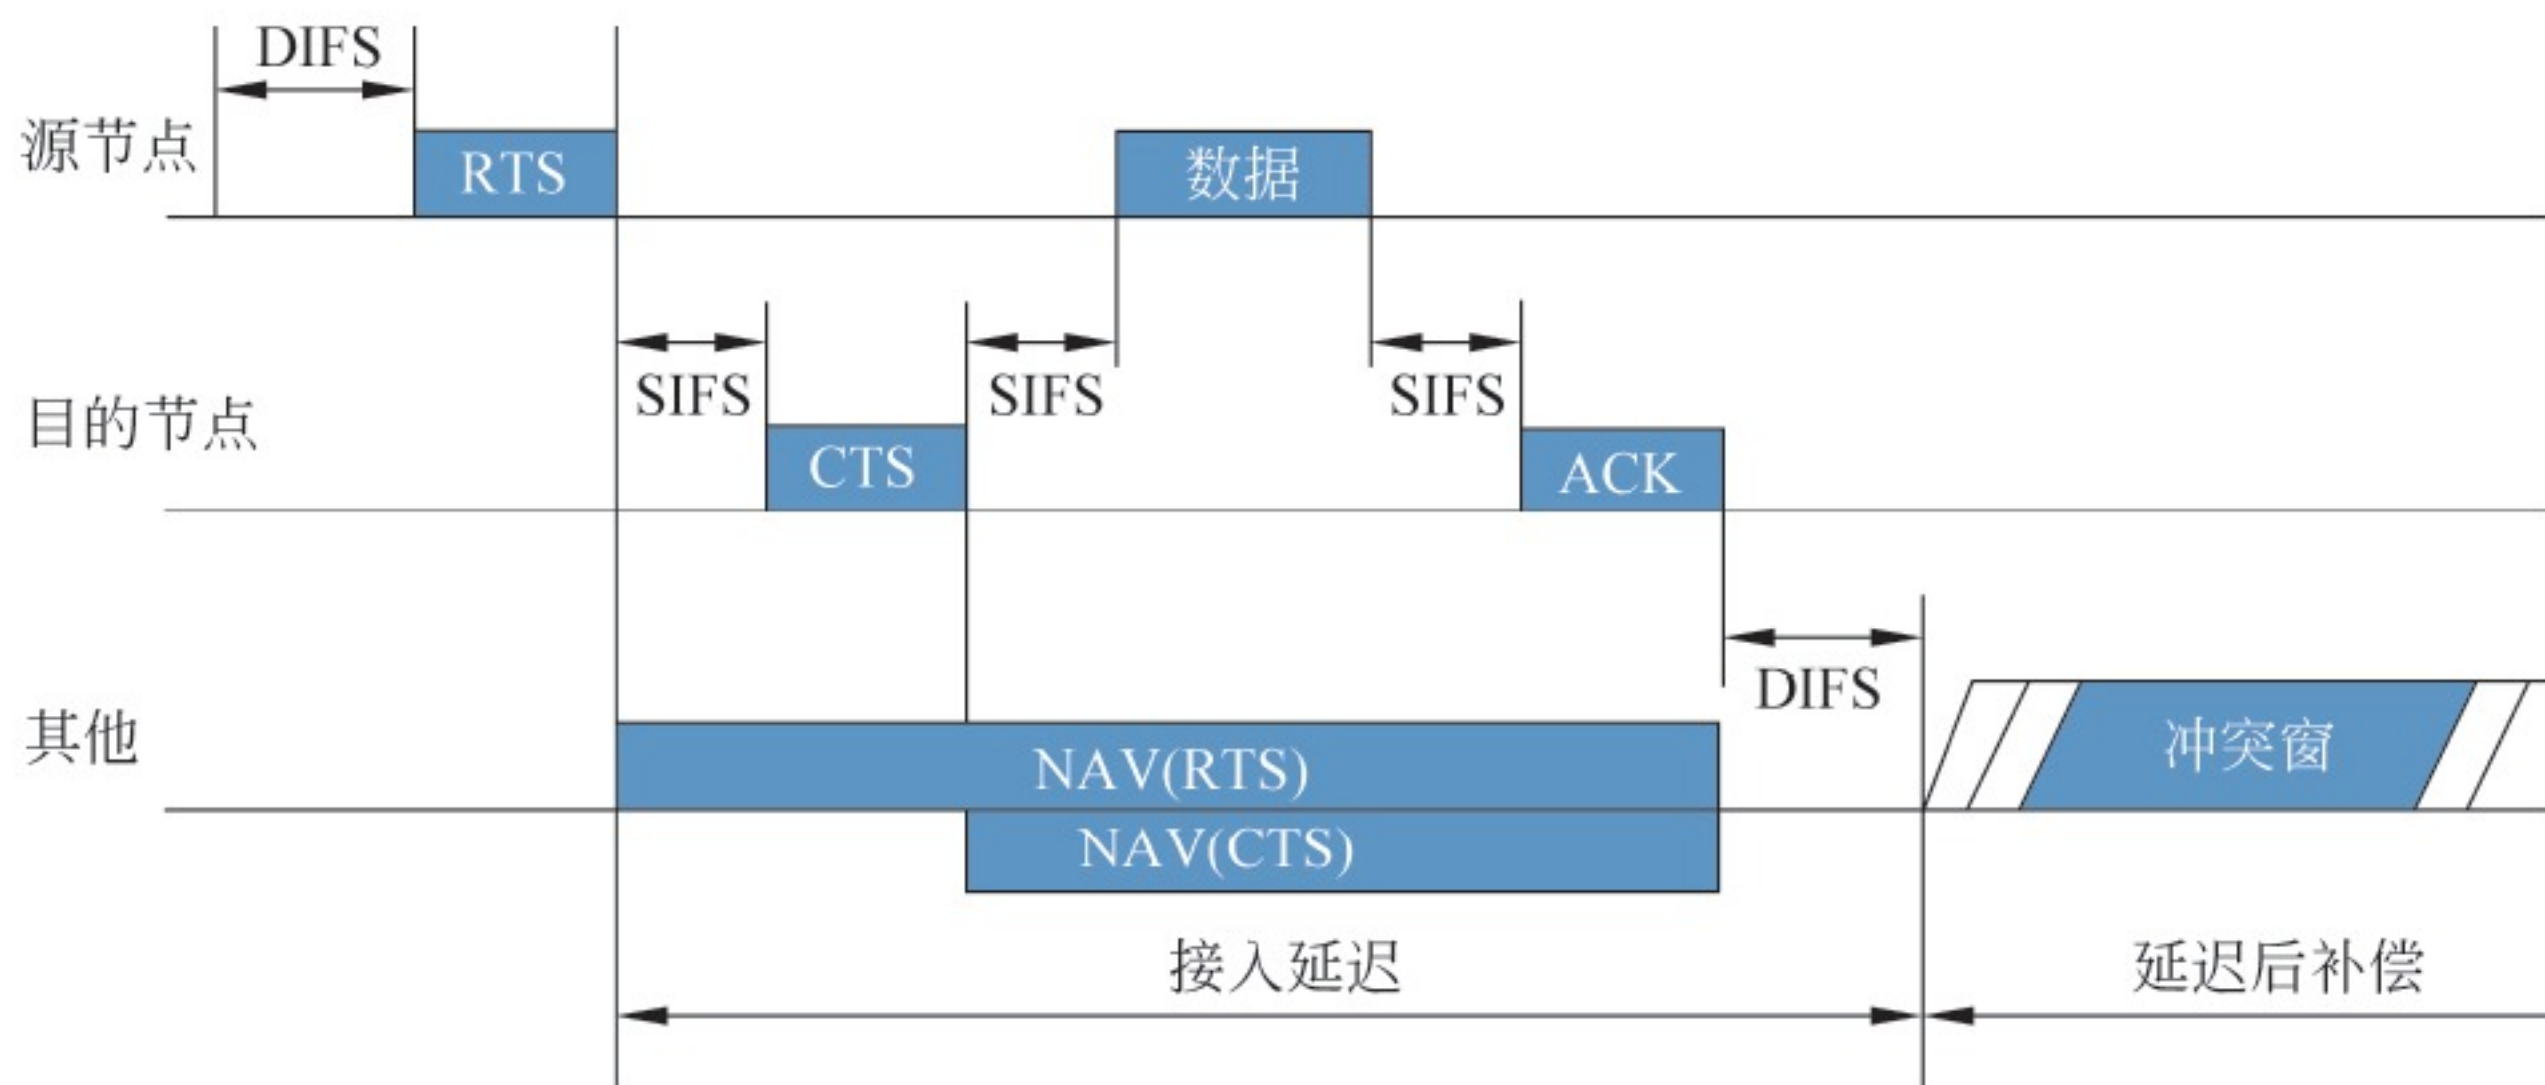 DIFS
源节点
RTS
数据
SIFS
SIFS
SIFS
目的节点
CTS
ACK
DIFS
其他
NAV(RTS)
冲突窗
NAV(CTS)
接入延迟
延迟后补偿